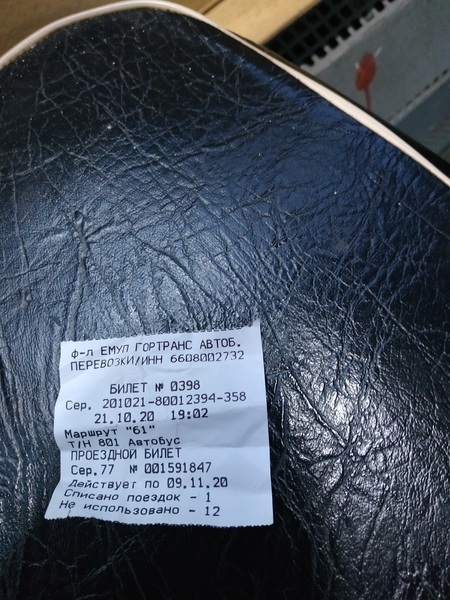 Ф-л ЕМУП ГОРТРАНС АВТОБ.
ПЕРЕВОЗКИ/ИНН 6608002732
БИЛЕТ № 0398
Сер. 201021-80012394-358
21.10.20 19:02
Маршрут "61"
Т/Н 801 Автобус
ПРОЕЗДНОЙ БИЛЕТ
Сер.77 № 001591847
Действует по 09.11.20
Списано поездок - 1
Не использовано - 12